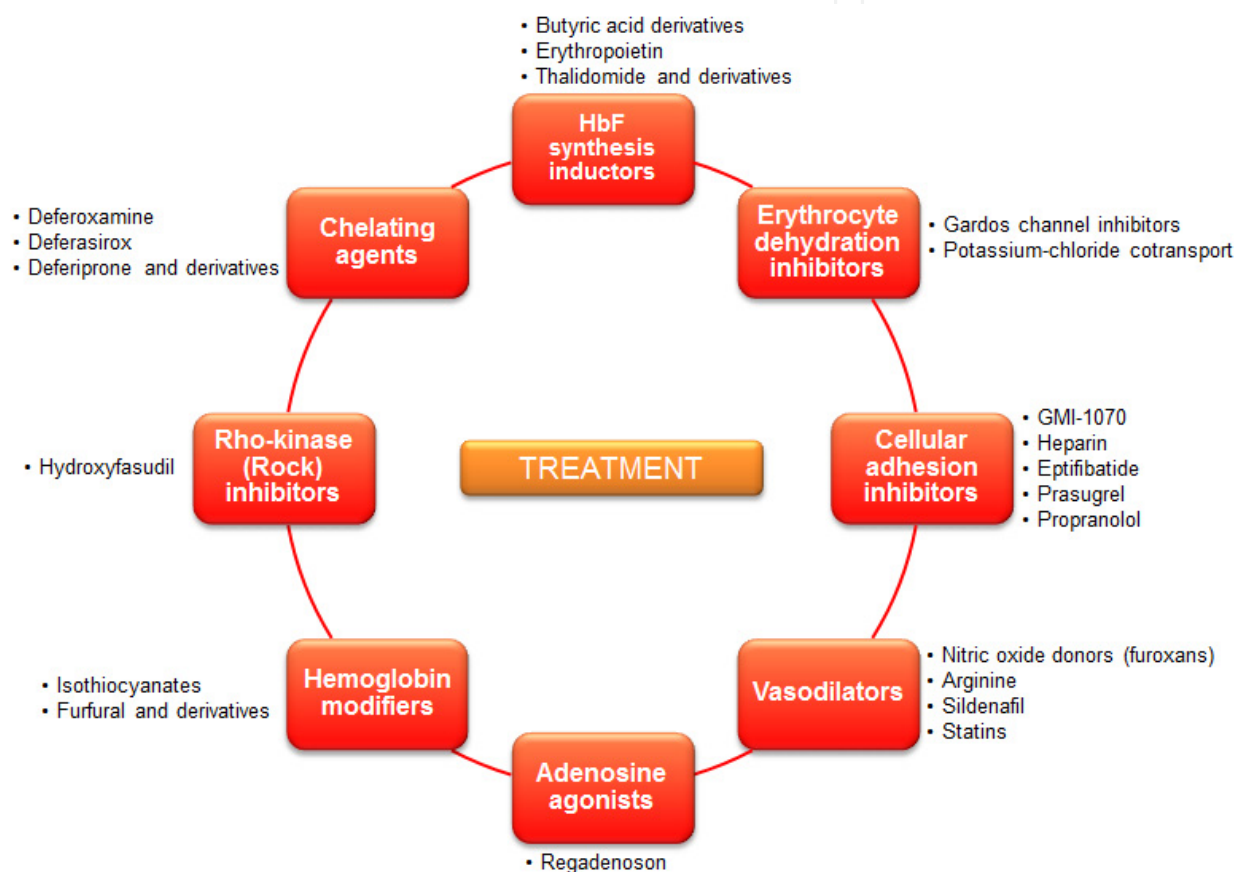 • Butyric acid derivatives
• Erythropoietin
• Thalidomide and derivatives
HbF
synthesis
inductors
Erythrocyte
dehydration
inhibitors
• Gardos channel inhibitors
• Potassium-chloride cotransport
Cellular
adhesion
inhibitors
• GMI-1070
• Heparin
• Eptifibatide
• Prasugrel
• Propranolol
Vasodilators
• Nitric oxide donors (furoxans)
• Arginine
• Sildenafil
• Statins
Adenosine
agonists
• Regadenoson
Hemoglobin
modifiers
• Isothiocyanates
• Furfural and derivatives
Rho-kinase
(Rock)
inhibitors
• Hydroxyfasudil
Chelating
agents
• Deferoxamine
• Deferasirox
• Deferiprone and derivatives
TREATMENT